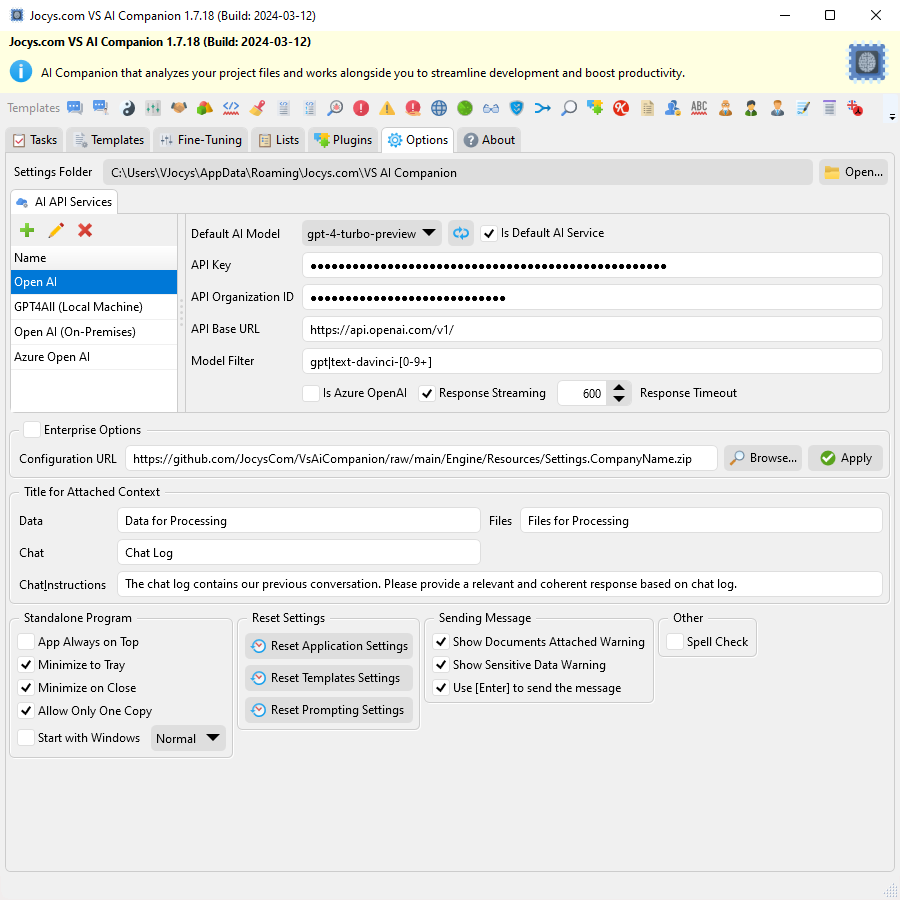 Jocys.com VS AI Companion 1.7.18 (Build: 2024-03-12)
Jocys.com VS AI Companion 1.7.18 (Build: 2024-03-12)
AI Companion that analyzes your project files and works alongside you to streamline development and boost productivity.
Templates
ABC
Tasks Templates Fine-Tuning Lists Plugins Options About
Settings Folder C:\Users\VJocys\AppData\Roaming\Jocys.com\VS AI Companion Open...
AI API Services
Name
Open AI
GPT4All (Local Machine)
Open AI (On-Premises)
Azure Open AI
Default AI Model gpt-4-turbo-preview Is Default AI Service
API Key ●●●●●●●●●●●●●●●●●●●●●●●●●●●●●●●●●●●●●●●●●●●●●●●●●●●
API Organization ID ●●●●●●●●●●●●●●●●●●●●●●●●●●●●
API Base URL https://api.openai.com/v1/
Model Filter gpt|text-davinci-[0-9+]
Is Azure OpenAI Response Streaming 600 Response Timeout
Enterprise Options
Configuration URL https://github.com/JocysCom/VsAiCompanion/raw/main/Engine/Resources/Settings.CompanyName.zip Browse... Apply
Title for Attached Context
Data Data for Processing Files Files for Processing
Chat Chat Log
ChatInstructions The chat log contains our previous conversation. Please provide a relevant and coherent response based on chat log.
Standalone Program
App Always on Top
Minimize to Tray
Minimize on Close
Allow Only One Copy
Start with Windows Normal
Reset Settings
Reset Application Settings
Reset Templates Settings
Reset Prompting Settings
Sending Message
Show Documents Attached Warning
Show Sensitive Data Warning
Use [Enter] to send the message
Other
Spell Check